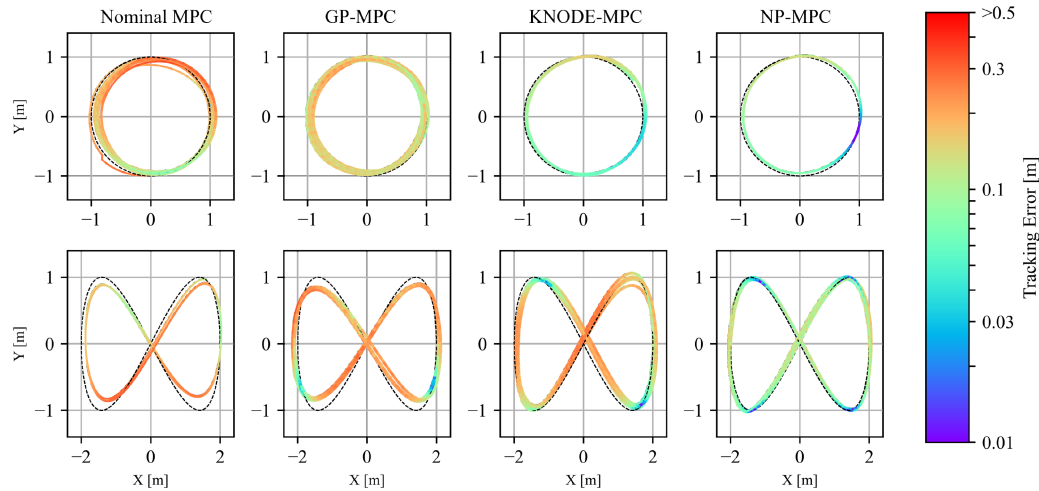 Nominal MPC GP-MPC KNODE-MPC NP-MPC
>0.5
0.3
0.1
0.03
0.01
Tracking Error [m]
Y [m]
1
0
−1
−1 0 1
−1 0 1
−1 0 1
−1 0 1
Y [m]
1
0
−1
−2 0 2
−2 0 2
−2 0 2
−2 0 2
X [m] X [m] X [m] X [m]